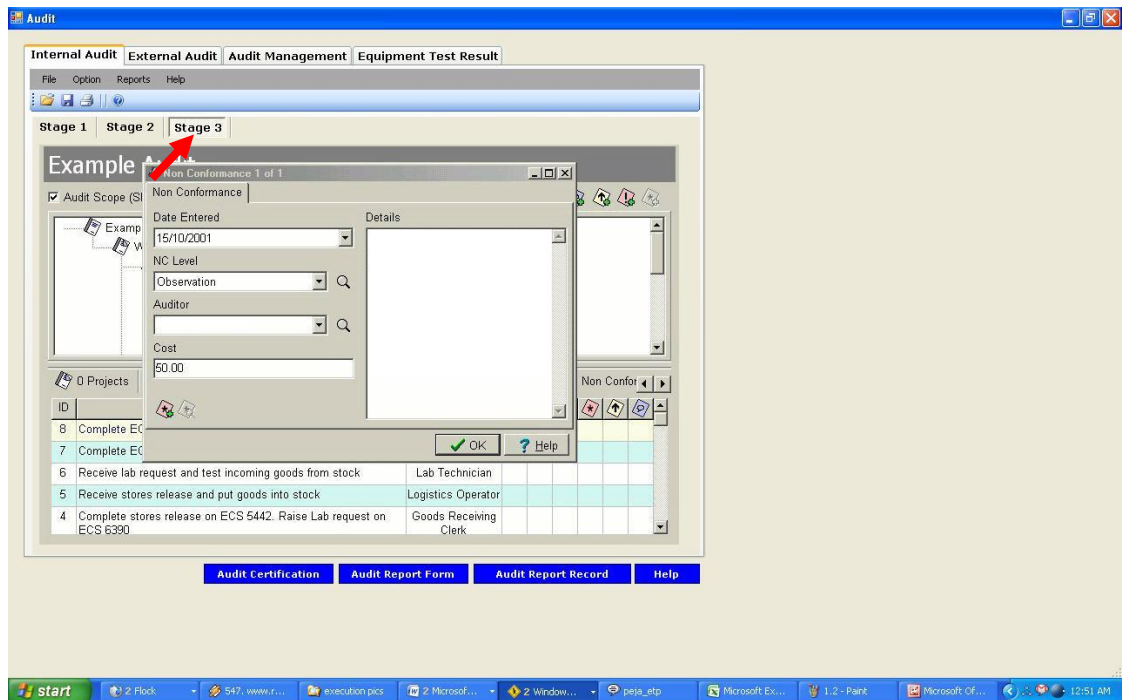 Audit
Internal Audit External Audit Audit Management Equipment Test Result
File Option Reports Help
Stage 1 Stage 2 Stage 3
Example
Non Conformance 1 of 1
Audit Scope
Non Conformance
Date Entered Details
15/10/2001
NC Level
Observation
Auditor
Cost
50.00
0 Projects
Non Confor
ID
OK Help
8 Complete
7 Complete
6 Receive lab request and test incoming goods from stock Lab Technician
5 Receive stores release and put goods into stock Logistics Operator
4 Complete stores release on ECS 5442. Raise Lab request on Goods Receiving
ECS 6390 Clerk
Audit Certification Audit Report Form Audit Report Record Help
start 2 Flock 547, www.r... execution pics 2 Microsof... 2 Window... peja_etp Microsoft Ex... 1.2 - Paint Microsoft Of... 12:51 AM